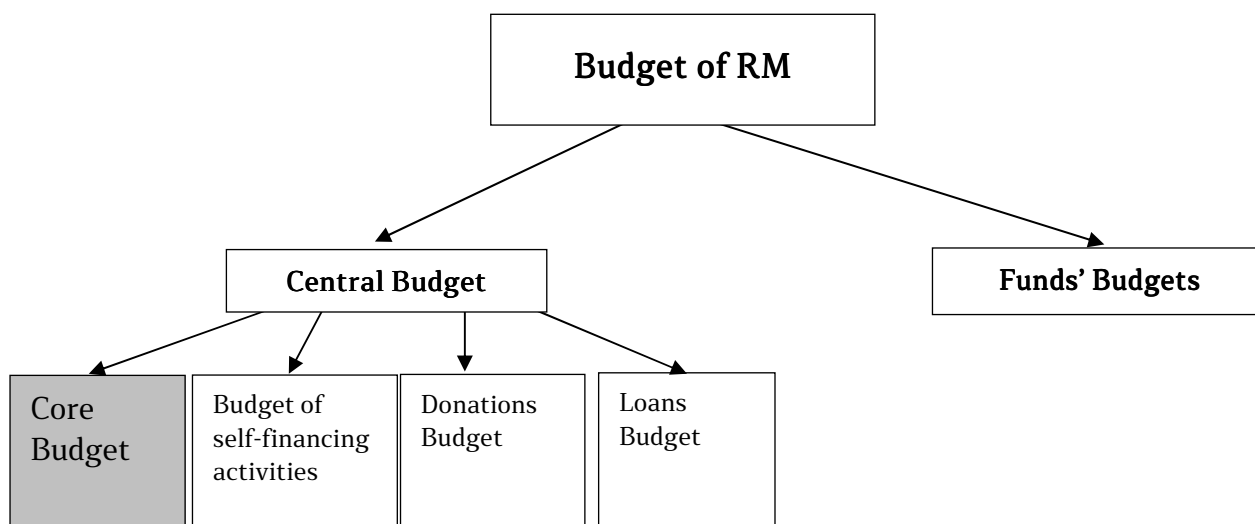 Budget of RM
Central Budget
Funds’ Budgets
Core
Budget
Budget of
self-financing
activities
Donations
Budget
Loans
Budget